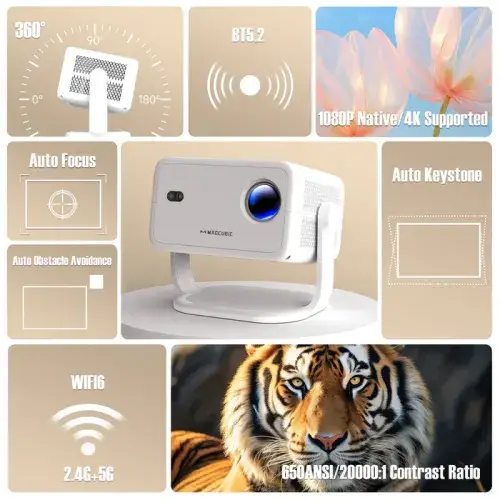 360°
90°
0°
180°
BT5.2
1080P Native/4K Supported
Auto Focus
Auto Obstacle Avoidance
MAGCUBIC
Auto Keystone
WIFI6
2.4G+5G
650ANSI/20000:1 Contrast Ratio